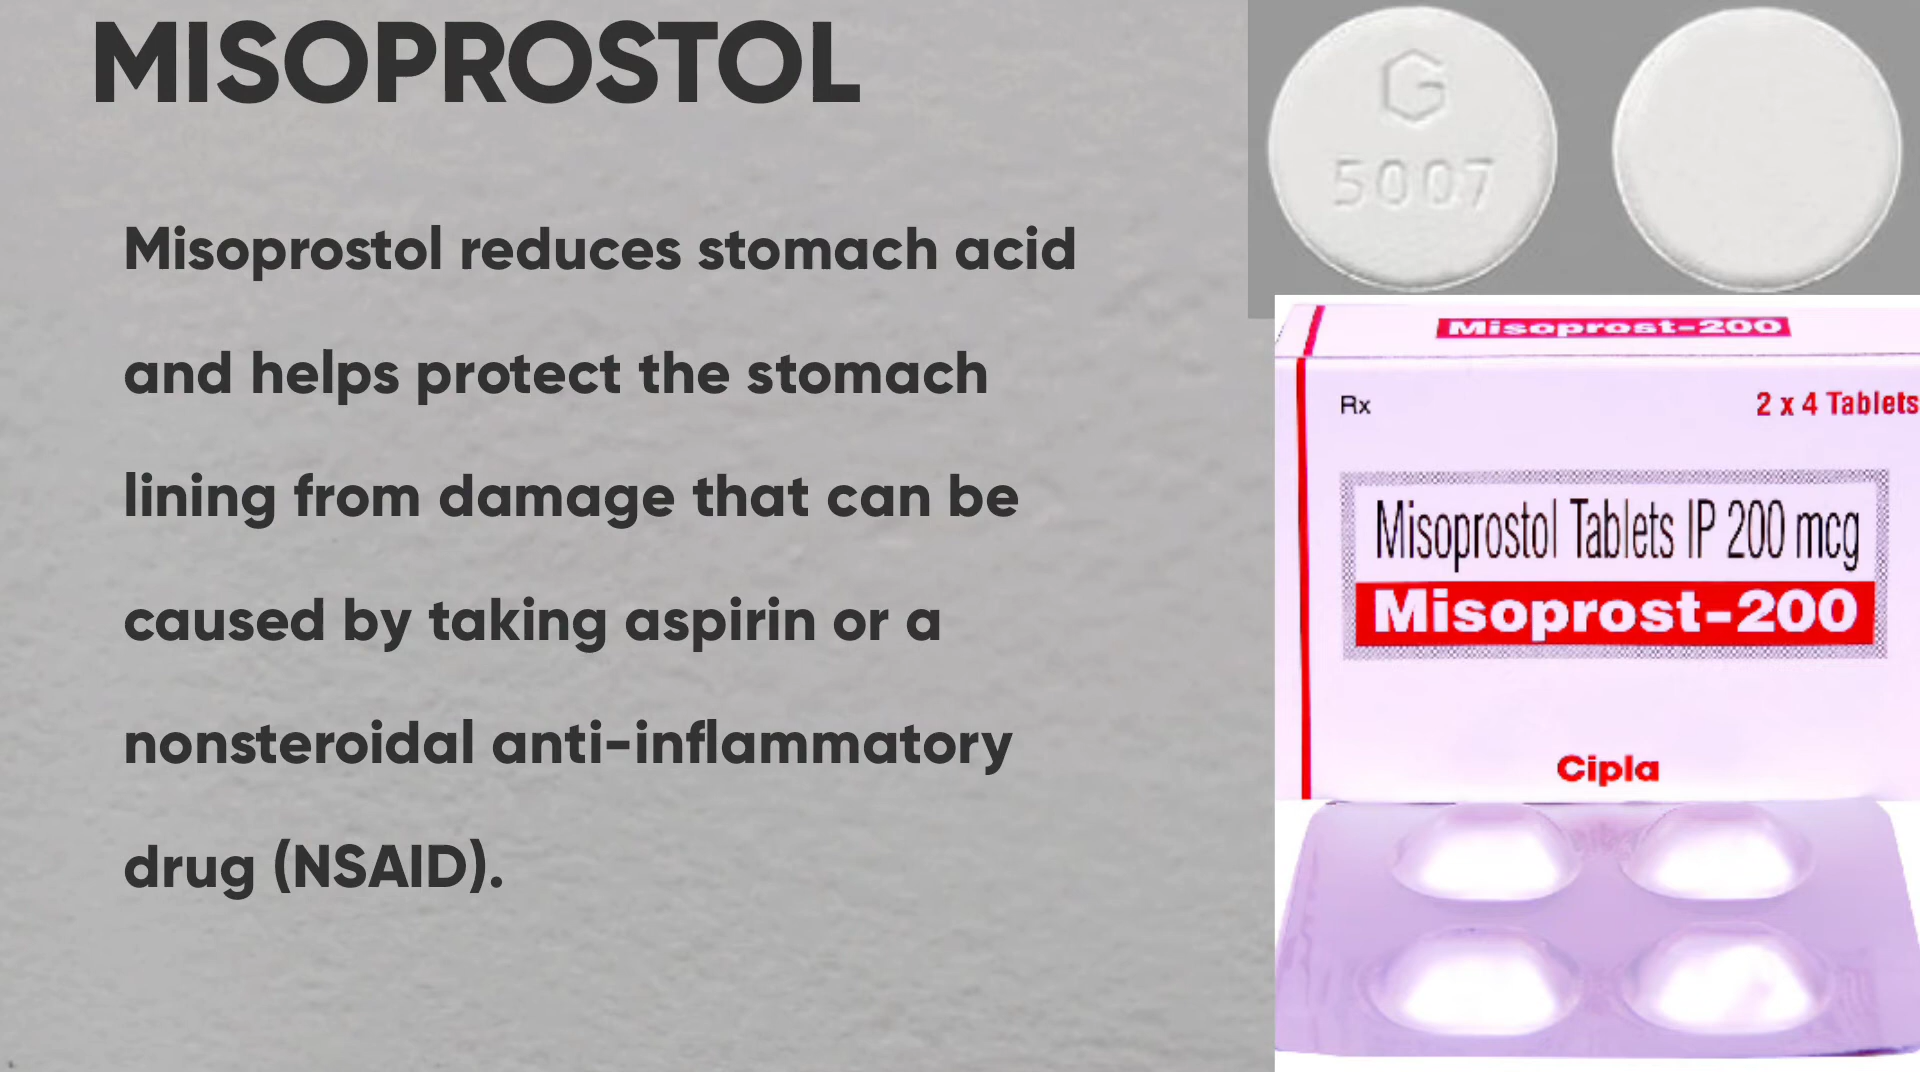 MISOPROSTOL
Misoprostol reduces stomach acid
and helps protect the stomach
lining from damage that can be
caused by taking aspirin or a
nonsteroidal anti-inflammatory
drug (NSAID).
G
5007
Misoprost-200
Rx
2 x 4 Tablets
Misoprostol Tablets IP 200 mcg
Misoprost-200
Cipla